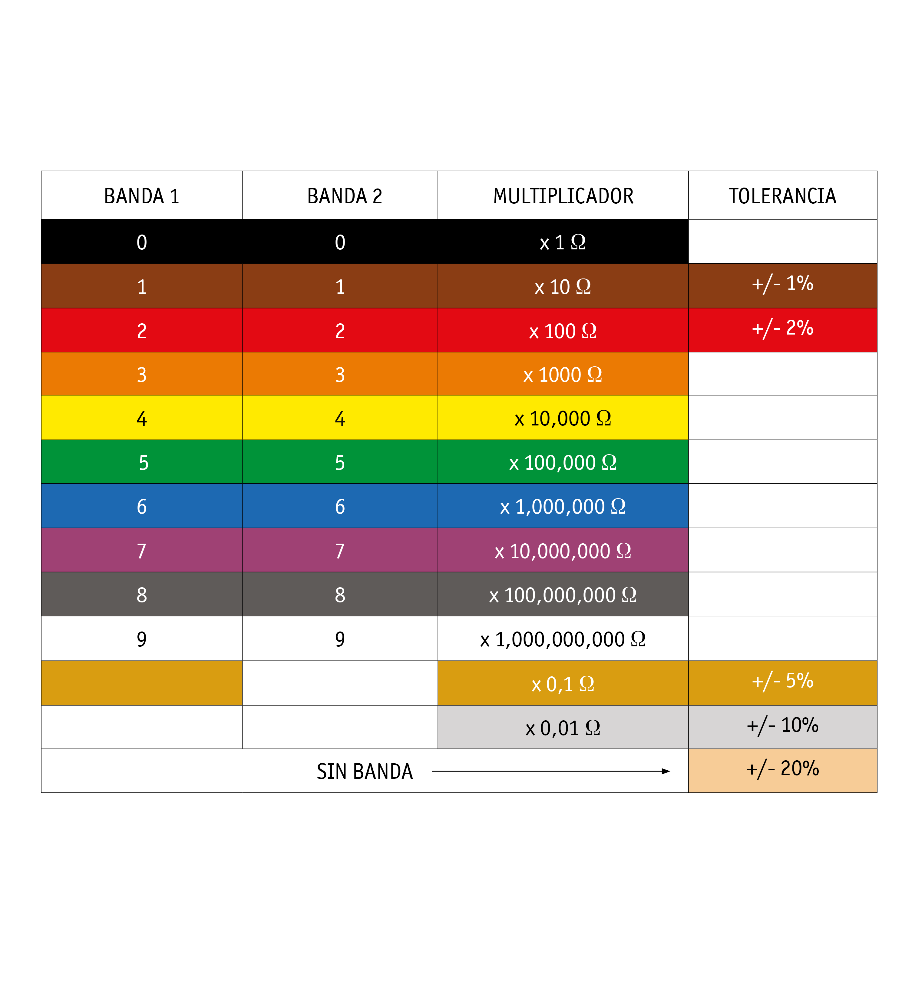 BANDA 1 BANDA 2 MULTIPLICADOR TOLERANCIA
0 0 x 1 Ω
1 1 x 10 Ω +/- 1%
2 2 x 100 Ω +/- 2%
3 3 x 1000 Ω
4 4 x 10,000 Ω
5 5 x 100,000 Ω
6 6 x 1,000,000 Ω
7 7 x 10,000,000 Ω
8 8 x 100,000,000 Ω
9 9 x 1,000,000,000 Ω
x 0,1 Ω +/- 5%
x 0,01 Ω +/- 10%
SIN BANDA +/- 20%